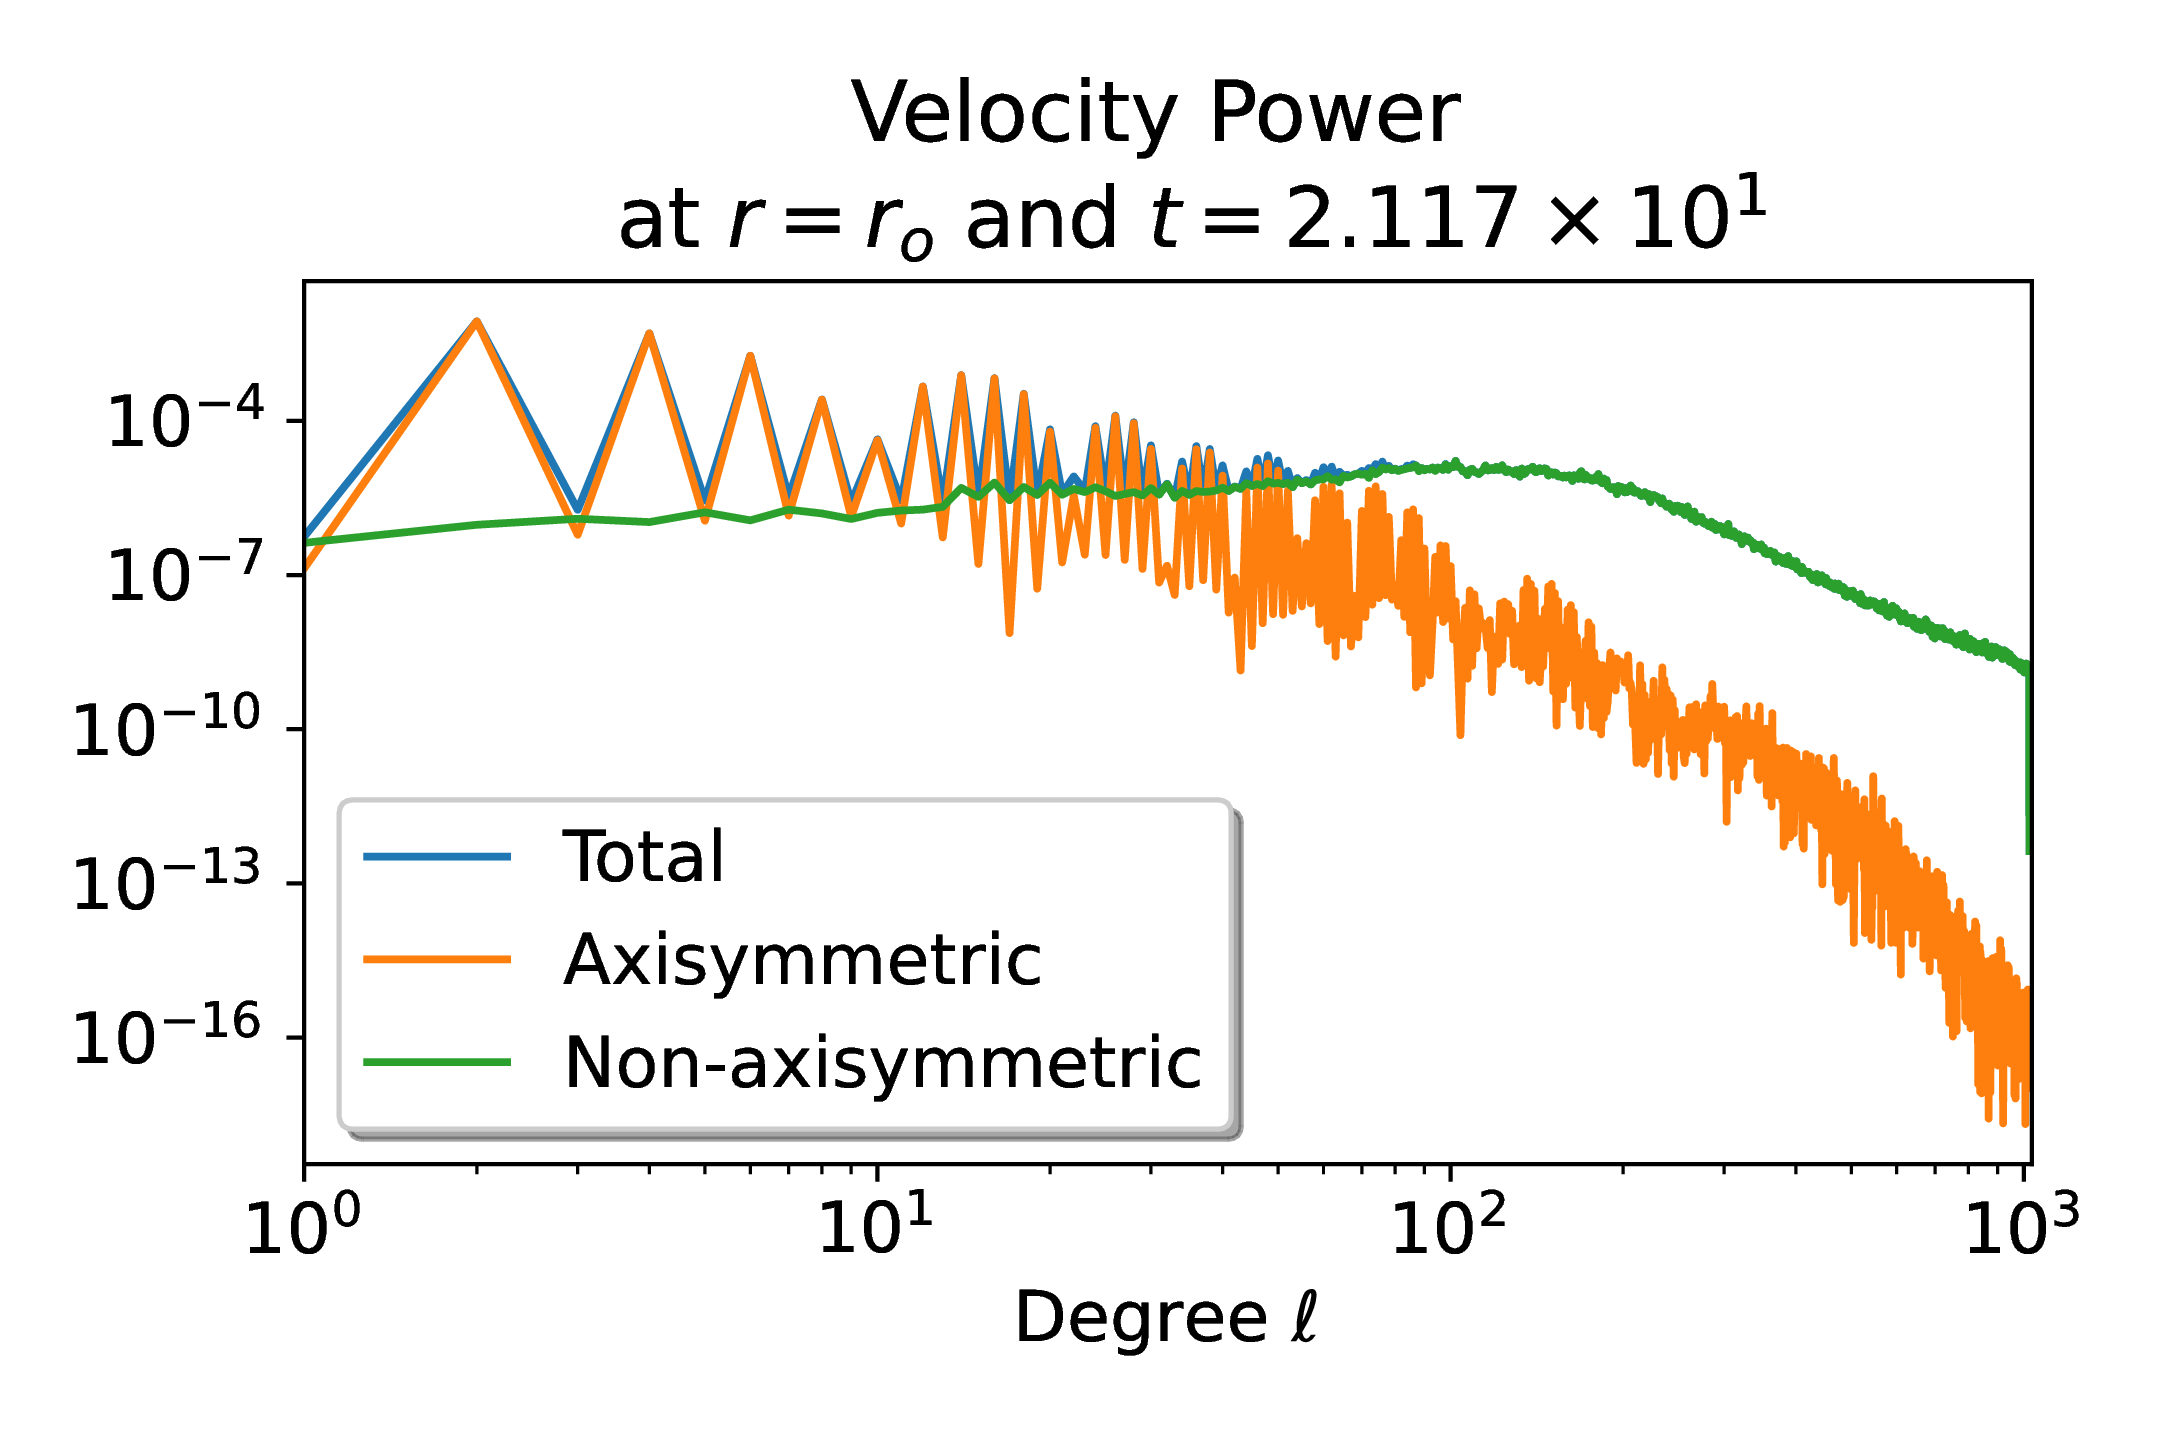 Velocity Power
at r = r_o and t = 2.117 × 10^1
10^−4
10^−7
10^−10
10^−13
10^−16
Total
Axisymmetric
Non-axisymmetric
10^0 10^1 10^2 10^3
Degree ℓ